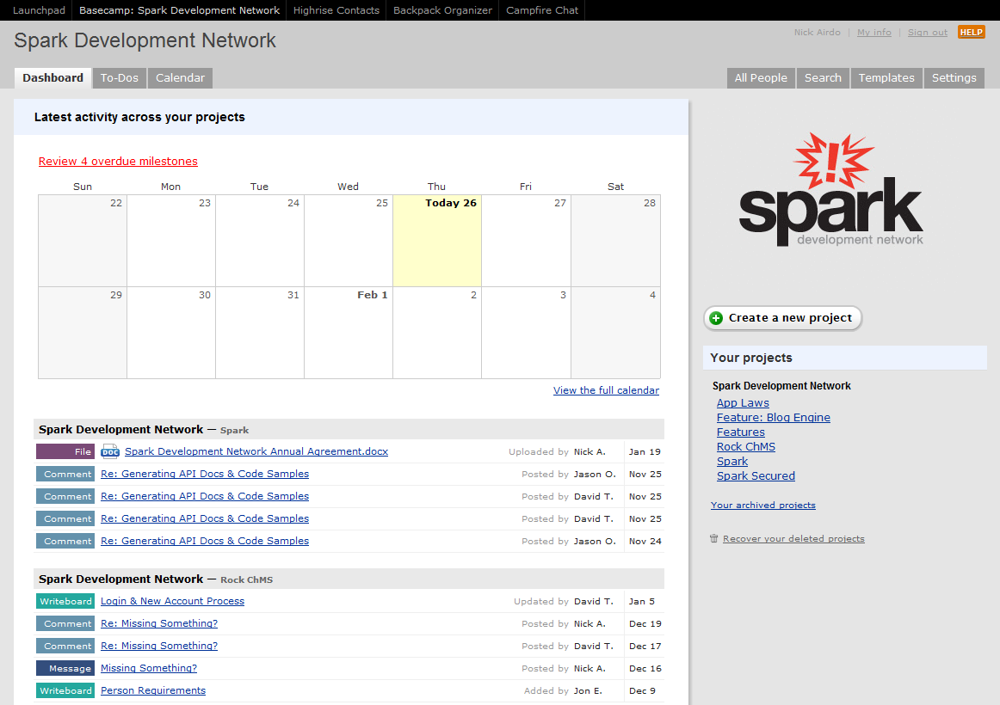 Launchpad Basecamp: Spark Development Network Highrise Contacts Backpack Organizer Campfire Chat
Spark Development Network
Nick Airdo | My info | Sign out HELP
Dashboard To-Dos Calendar
All People Search Templates Settings
Latest activity across your projects
Review 4 overdue milestones
Sun Mon Tue Wed Thu Fri Sat
22 23 24 25 Today 26 27 28
29 30 31 Feb 1 2 3 4
View the full calendar
Spark Development Network — Spark
File DOC Spark Development Network Annual Agreement.docx Uploaded by Nick A. Jan 19
Comment Re: Generating API Docs & Code Samples Posted by Jason O. Nov 25
Comment Re: Generating API Docs & Code Samples Posted by David T. Nov 25
Comment Re: Generating API Docs & Code Samples Posted by David T. Nov 25
Comment Re: Generating API Docs & Code Samples Posted by Jason O. Nov 24
Spark Development Network — Rock ChMS
Writeboard Login & New Account Process Updated by David T. Jan 5
Comment Re: Missing Something? Posted by Nick A. Dec 19
Comment Re: Missing Something? Posted by David T. Dec 17
Message Missing Something? Posted by Nick A. Dec 16
Writeboard Person Requirements Added by Jon E. Dec 9
spark
development network
Create a new project
Your projects
Spark Development Network
App Laws
Feature: Blog Engine
Features
Rock ChMS
Spark
Spark Secured
Your archived projects
Recover your deleted projects